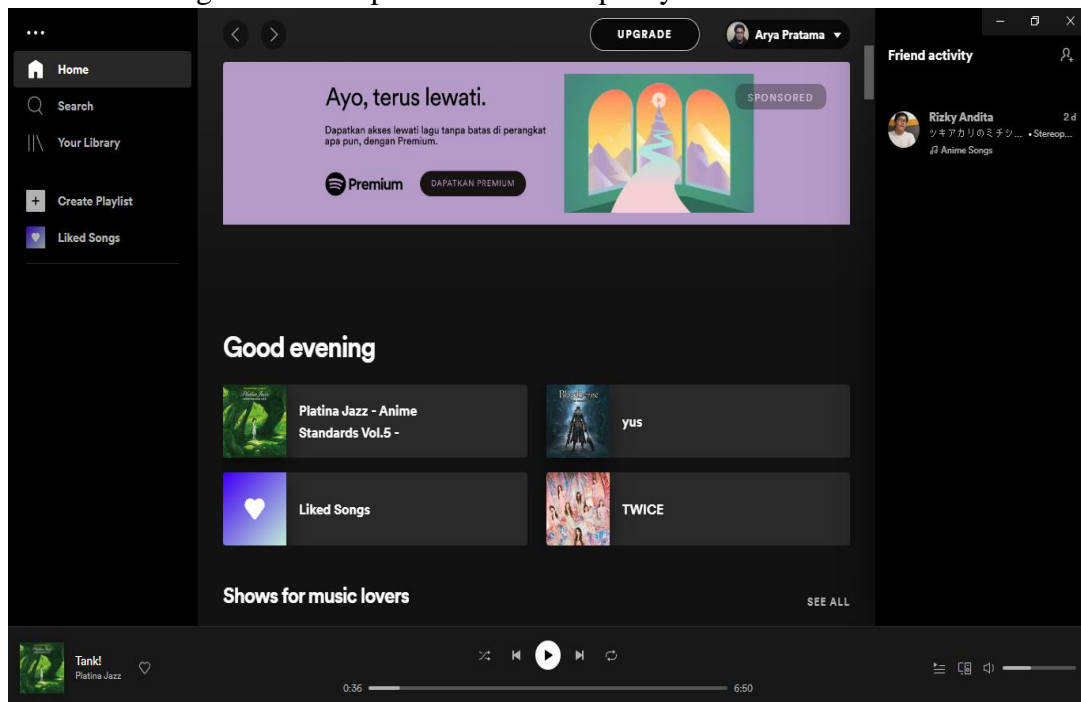 UPGRADE
Arya Pratama
Friend activity
Home
Search
Your Library
Create Playlist
Liked Songs
Ayo, terus lewati.
SPONSORED
Dapatkan akses lewati lagu tanpa batas di perangkat
apa pun, dengan Premium.
Premium
DAPATKAN PREMIUM
Rizky Andita
2 d
ツキアカリのミチシ... • Stereop...
Anime Songs
Good evening
Platina Jazz - Anime
Standards Vol.5 -
yus
Liked Songs
TWICE
Shows for music lovers
SEE ALL
Tank!
Platina Jazz
0:36
6:50